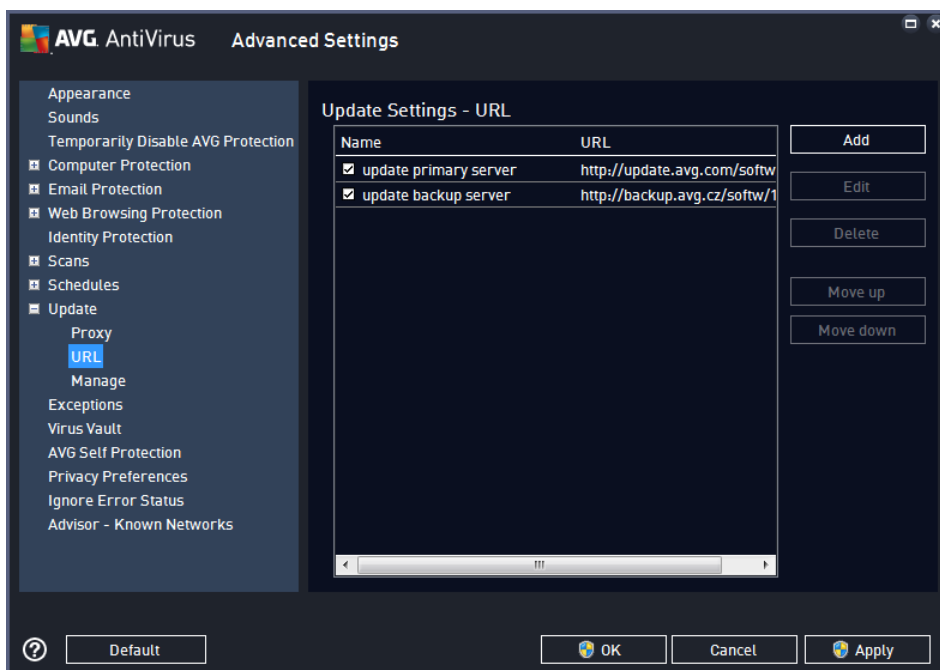 AVG AntiVirus Advanced Settings
Appearance
Sounds
Temporarily Disable AVG Protection
Computer Protection
Email Protection
Web Browsing Protection
Identity Protection
Scans
Schedules
Update
Proxy
URL
Manage
Exceptions
Virus Vault
AVG Self Protection
Privacy Preferences
Ignore Error Status
Advisor - Known Networks
Update Settings - URL
Name URL
update primary server http://update.avg.com/softw
update backup server http://backup.avg.cz/softw/1
Add
Edit
Delete
Move up
Move down
? Default OK Cancel Apply